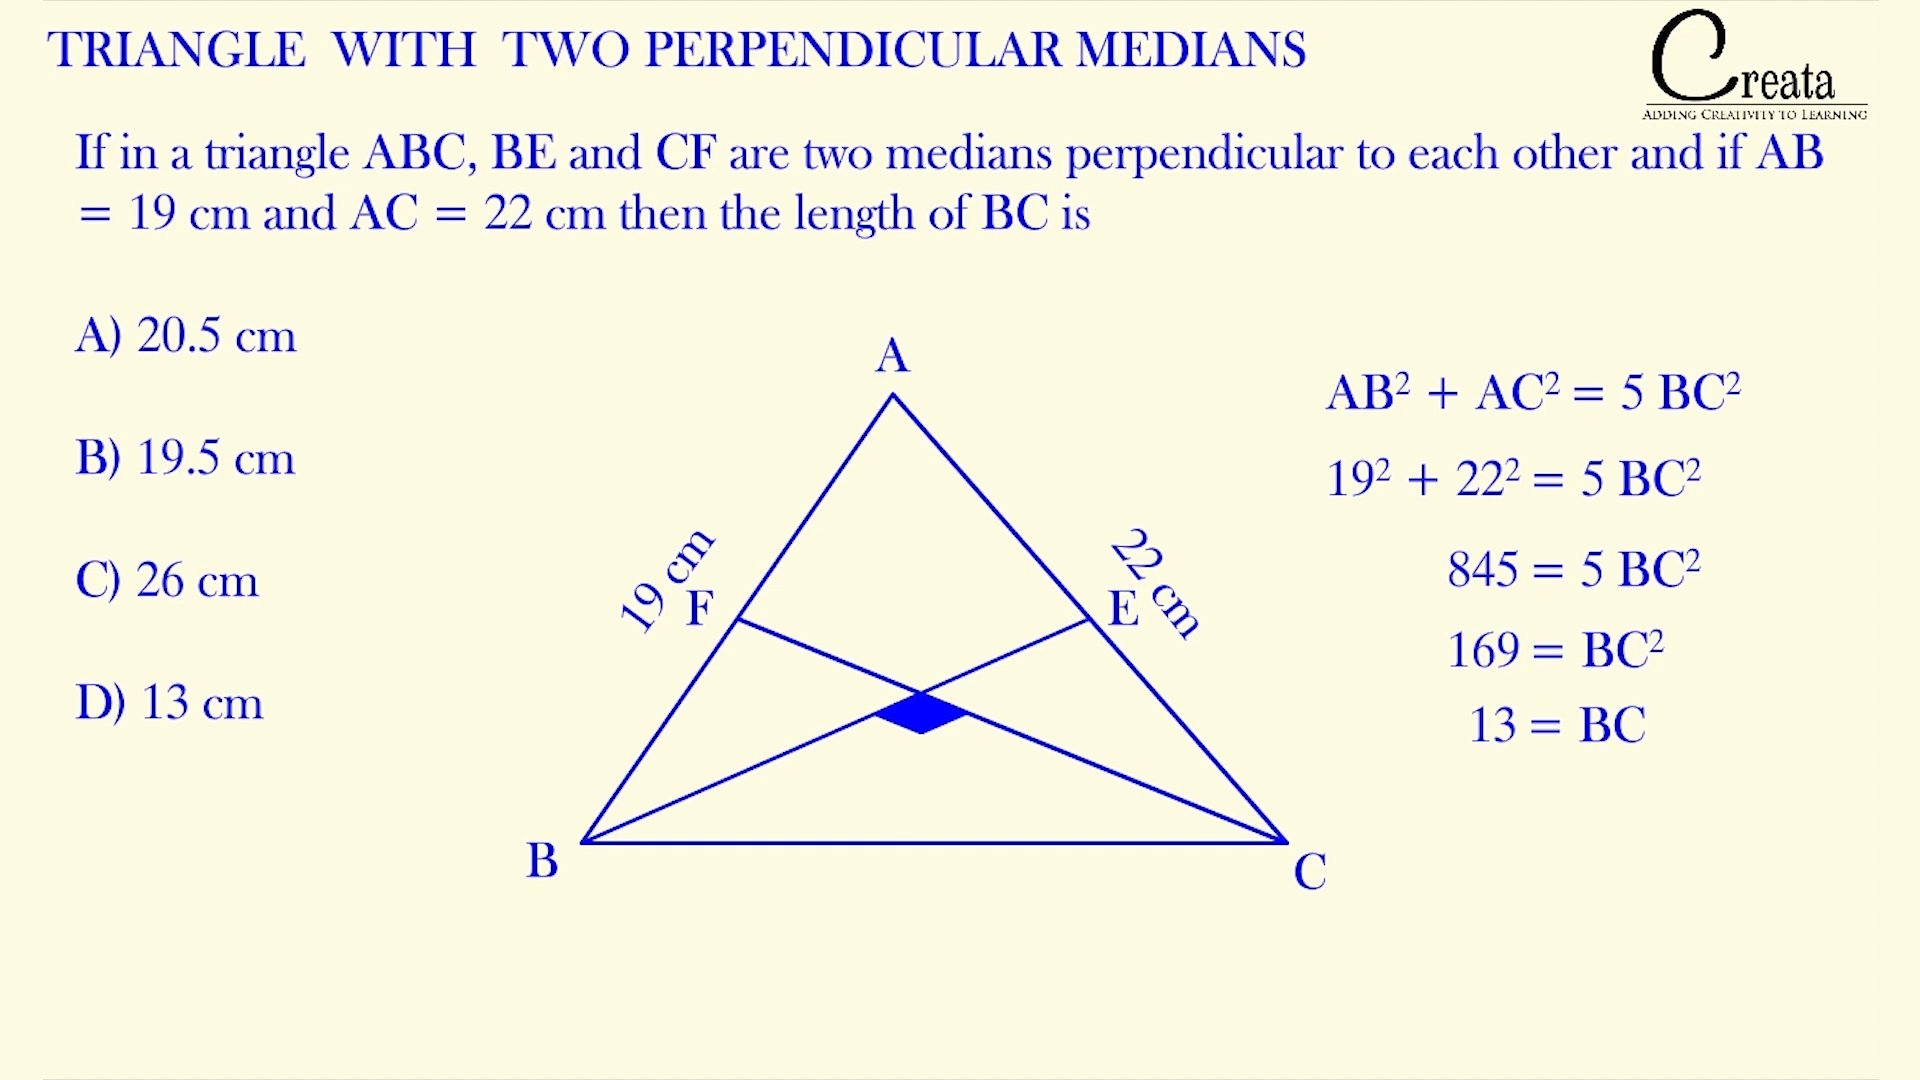 TRIANGLE WITH TWO PERPENDICULAR MEDIANS
Creata
ADDING CREATIVITY TO LEARNING
If in a triangle ABC, BE and CF are two medians perpendicular to each other and if AB
= 19 cm and AC = 22 cm then the length of BC is
A) 20.5 cm
B) 19.5 cm
C) 26 cm
D) 13 cm
A
19 cm
F
E
22 cm
B
C
AB² + AC² = 5 BC²
19² + 22² = 5 BC²
845 = 5 BC²
169 = BC²
13 = BC